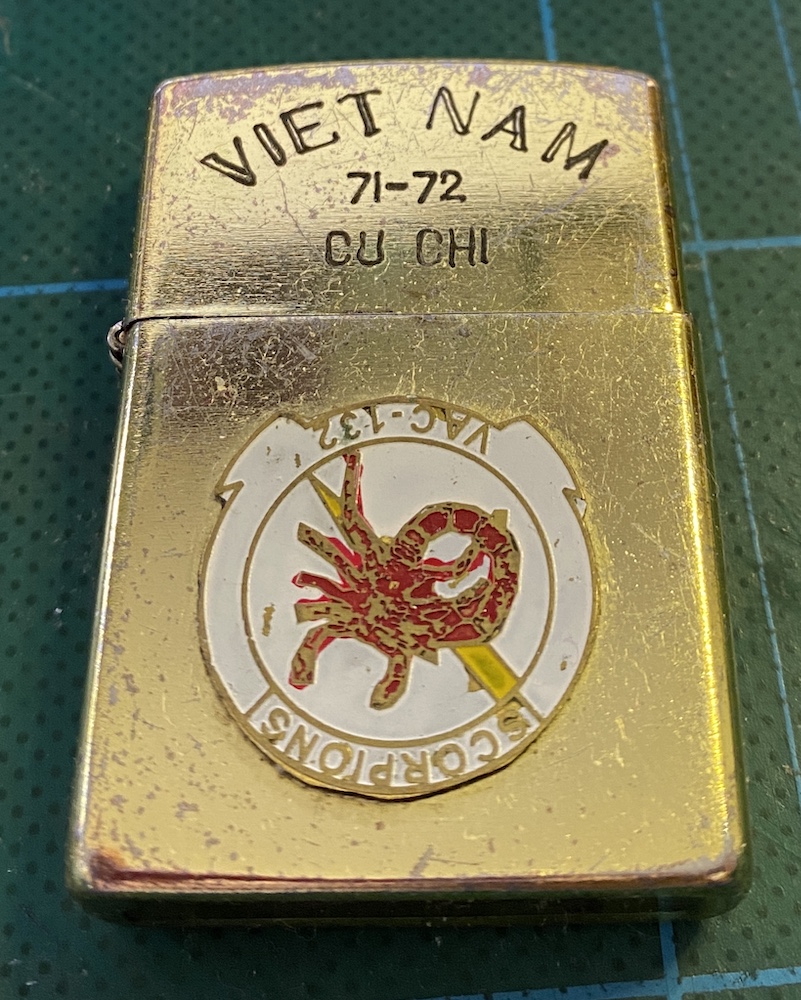 VIET NAM
71-72
CU CHI
VAC-132
SCORPIONS